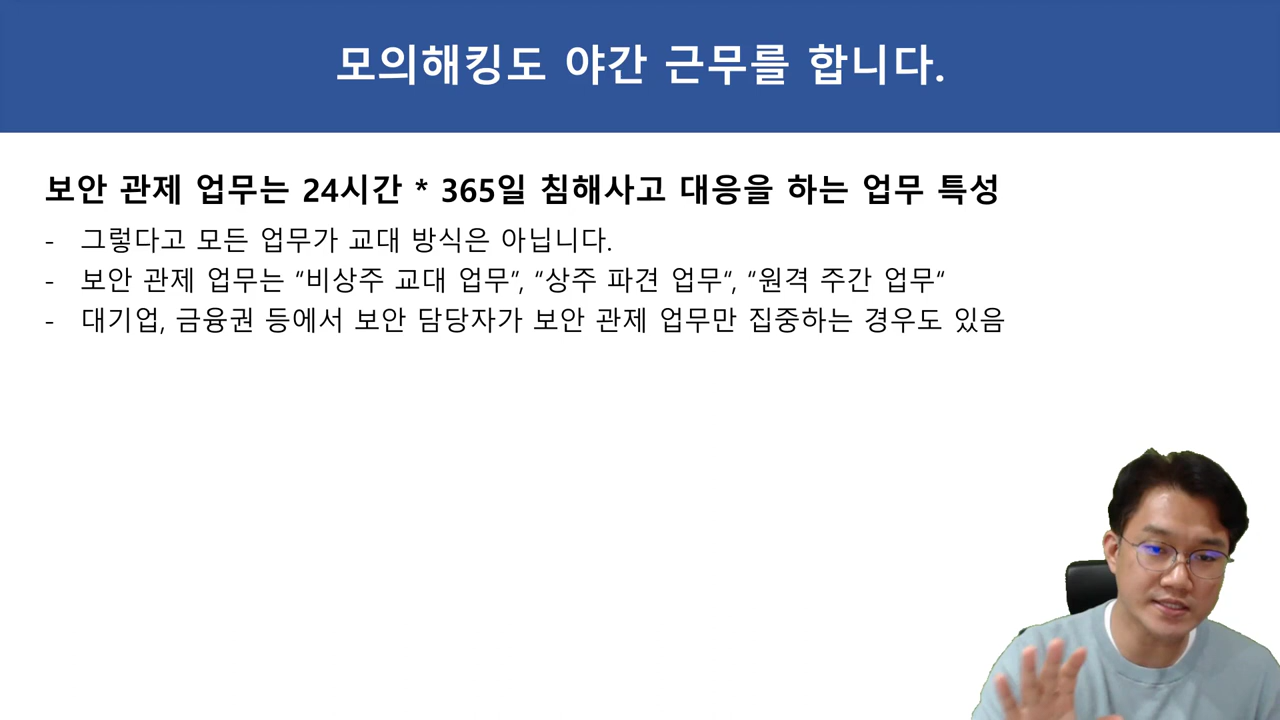 모의해킹도 야간 근무를 합니다.
보안 관제 업무는 24시간 * 365일 침해사고 대응을 하는 업무 특성
- 그렇다고 모든 업무가 교대 방식은 아닙니다.
- 보안 관제 업무는 “비상주 교대 업무”, “상주 파견 업무“, “원격 주간 업무“
- 대기업, 금융권 등에서 보안 담당자가 보안 관제 업무만 집중하는 경우도 있음